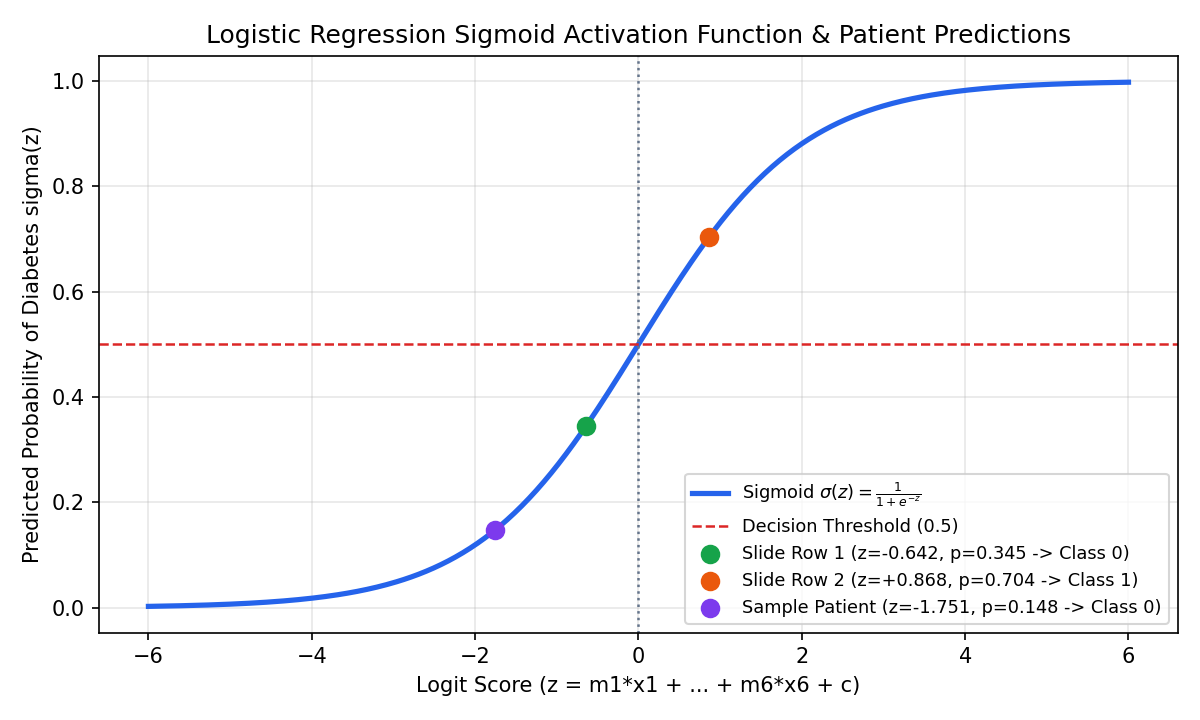 Logistic Regression Sigmoid Activation Function & Patient Predictions
Predicted Probability of Diabetes sigma(z)
1.0
0.8
0.6
0.4
0.2
0.0
Sigmoid σ(z) = 1/(1+e^{-z})
Decision Threshold (0.5)
Slide Row 1 (z=-0.642, p=0.345 -> Class 0)
Slide Row 2 (z=+0.868, p=0.704 -> Class 1)
Sample Patient (z=-1.751, p=0.148 -> Class 0)
−6 −4 −2 0 2 4 6
Logit Score (z = m1*x1 + ... + m6*x6 + c)